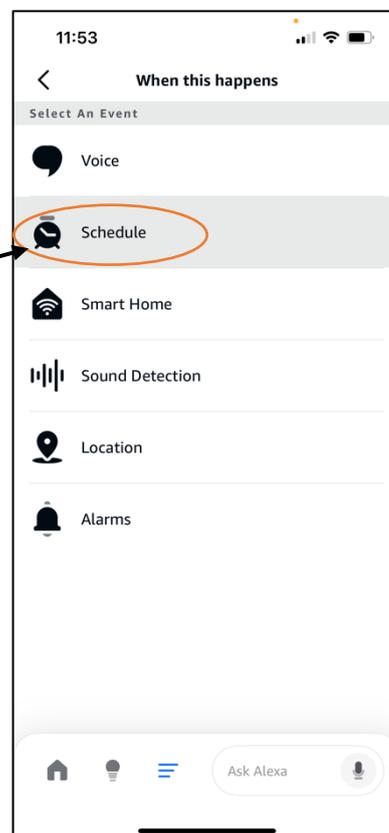 11:53
When this happens
Select An Event
Voice
Schedule
Smart Home
Sound Detection
Location
Alarms
Ask Alexa